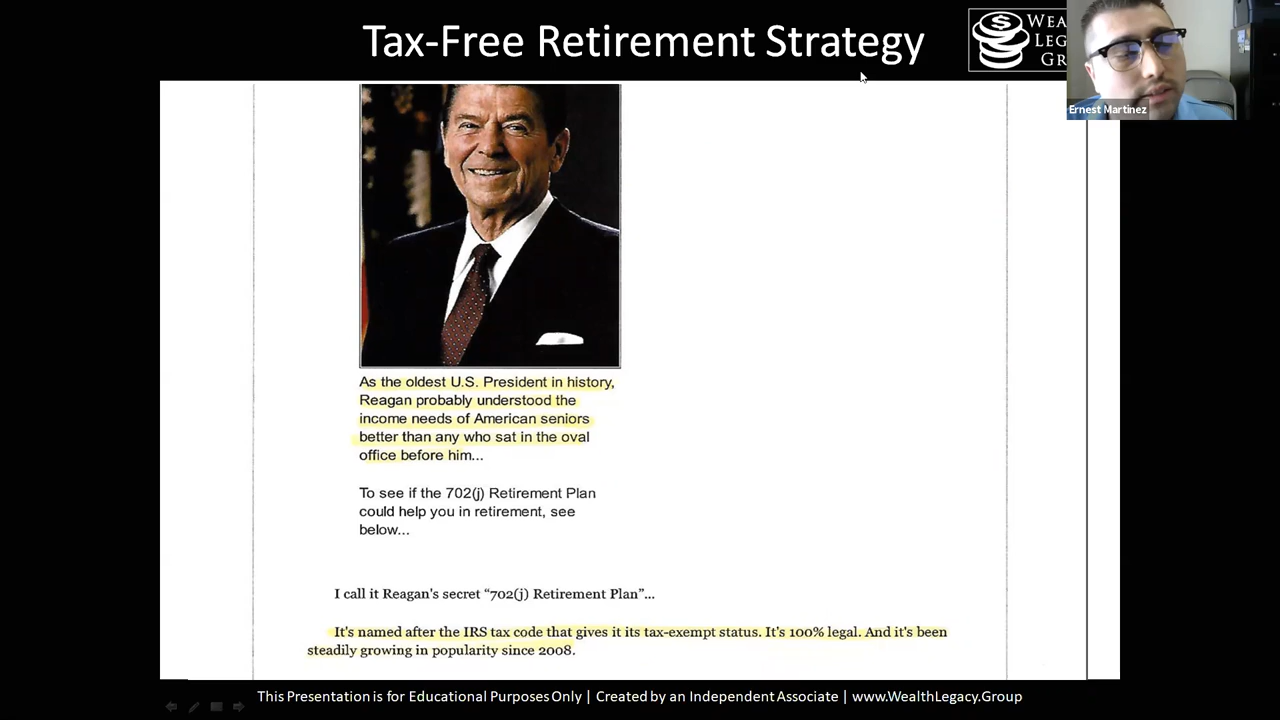 Tax-Free Retirement Strategy
WEA
LEG
GR
Ernest Martinez
As the oldest U.S. President in history,
Reagan probably understood the
income needs of American seniors
better than any who sat in the oval
office before him...
To see if the 702(j) Retirement Plan
could help you in retirement, see
below...
I call it Reagan's secret “702(j) Retirement Plan”...
It's named after the IRS tax code that gives it its tax-exempt status. It's 100% legal. And it's been
steadily growing in popularity since 2008.
This Presentation is for Educational Purposes Only | Created by an Independent Associate | www.WealthLegacy.Group